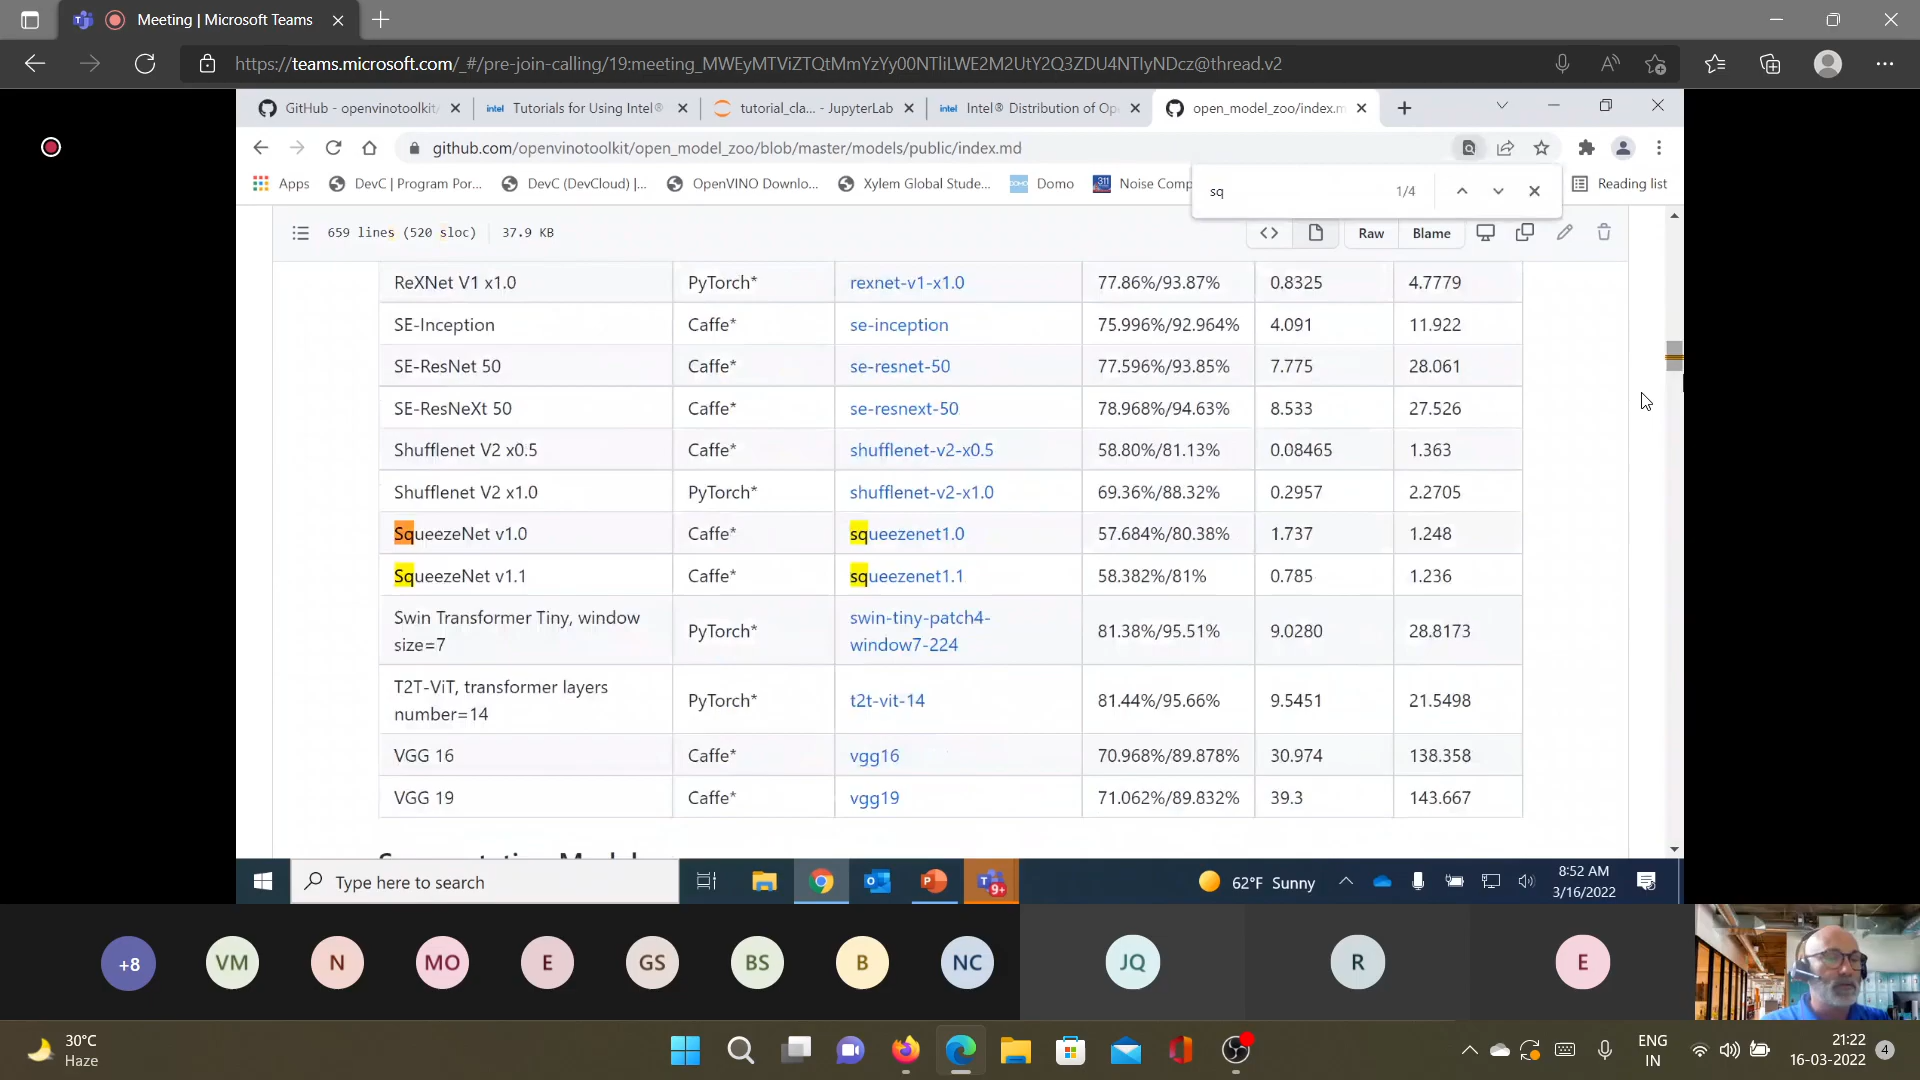 Meeting | Microsoft Teams
https://teams.microsoft.com/_#/pre-join-calling/19:meeting_MWEyMTViZTQtMmYzYy00NTliLWE2M2UtY2Q3ZDU4NTIyNDcz@thread.v2
GitHub - openvinotoolkit/
intel Tutorials for Using Intel®
tutorial_cla... - JupyterLab
intel Intel® Distribution of Op
open_model_zoo/index.m
github.com/openvinotoolkit/open_model_zoo/blob/master/models/public/index.md
Apps
DevC | Program Por...
DevC (DevCloud) |...
OpenVINO Downlo...
Xylem Global Stude...
Domo
311 Noise Comp
sq 1/4
Reading list
659 lines (520 sloc) 37.9 KB
Raw Blame
ReXNet V1 x1.0 PyTorch* rexnet-v1-x1.0 77.86%/93.87% 0.8325 4.7779
SE-Inception Caffe* se-inception 75.996%/92.964% 4.091 11.922
SE-ResNet 50 Caffe* se-resnet-50 77.596%/93.85% 7.775 28.061
SE-ResNeXt 50 Caffe* se-resnext-50 78.968%/94.63% 8.533 27.526
Shufflenet V2 x0.5 Caffe* shufflenet-v2-x0.5 58.80%/81.13% 0.08465 1.363
Shufflenet V2 x1.0 PyTorch* shufflenet-v2-x1.0 69.36%/88.32% 0.2957 2.2705
SqueezeNet v1.0 Caffe* squeezenet1.0 57.684%/80.38% 1.737 1.248
SqueezeNet v1.1 Caffe* squeezenet1.1 58.382%/81% 0.785 1.236
Swin Transformer Tiny, window
size=7 PyTorch* swin-tiny-patch4-
window7-224 81.38%/95.51% 9.0280 28.8173
T2T-ViT, transformer layers
number=14 PyTorch* t2t-vit-14 81.44%/95.66% 9.5451 21.5498
VGG 16 Caffe* vgg16 70.968%/89.878% 30.974 138.358
VGG 19 Caffe* vgg19 71.062%/89.832% 39.3 143.667
Type here to search
9+
62°F Sunny
8:52 AM
3/16/2022
+8 VM N MO E GS BS B NC JQ R E
30°C
Haze
ENG
IN
21:22
16-03-2022
4